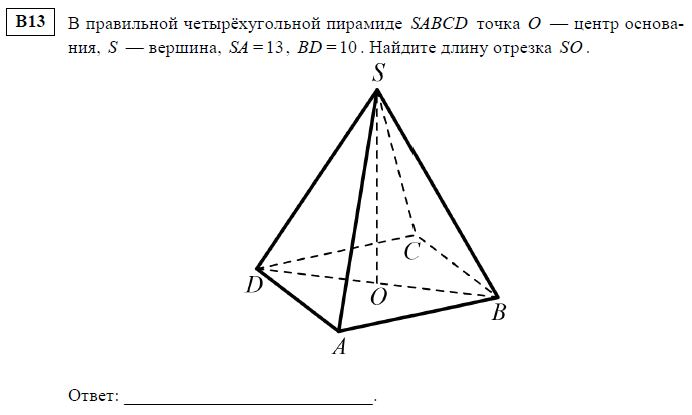 B13 В правильной четырёхугольной пирамиде SABCD точка O — центр основа-
ния, S — вершина, SA = 13, BD = 10. Найдите длину отрезка SO.
S
C
D
O
B
A
Ответ: ____________________.